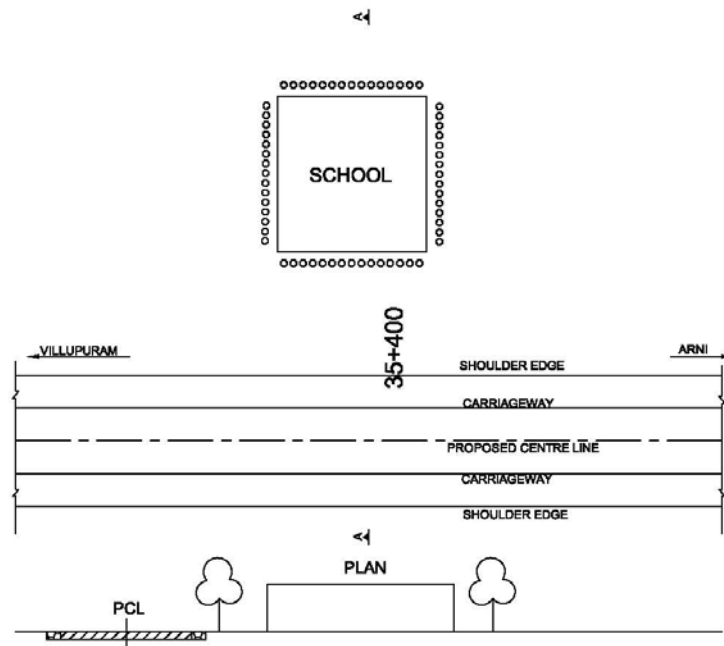 A
SCHOOL
35+400
VILLUPURAM
ARNI
SHOULDER EDGE
CARRIAGEWAY
PROPOSED CENTRE LINE
CARRIAGEWAY
SHOULDER EDGE
A
PLAN
PCL